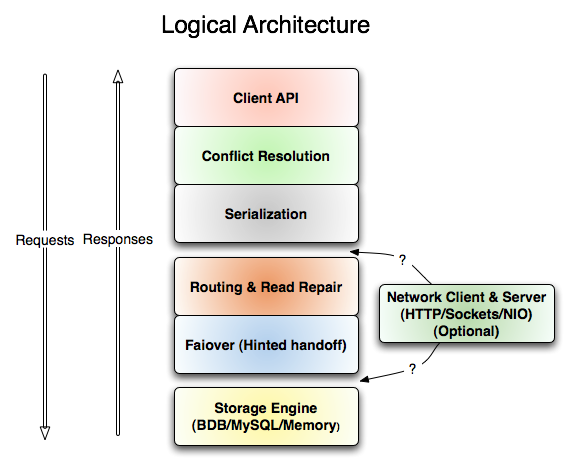 Logical Architecture
Client API
Conflict Resolution
Serialization
Requests
Responses
?
Routing & Read Repair
Network Client & Server
(HTTP/Sockets/NIO)
(Optional)
Faiover (Hinted handoff)
?
Storage Engine
(BDB/MySQL/Memory)